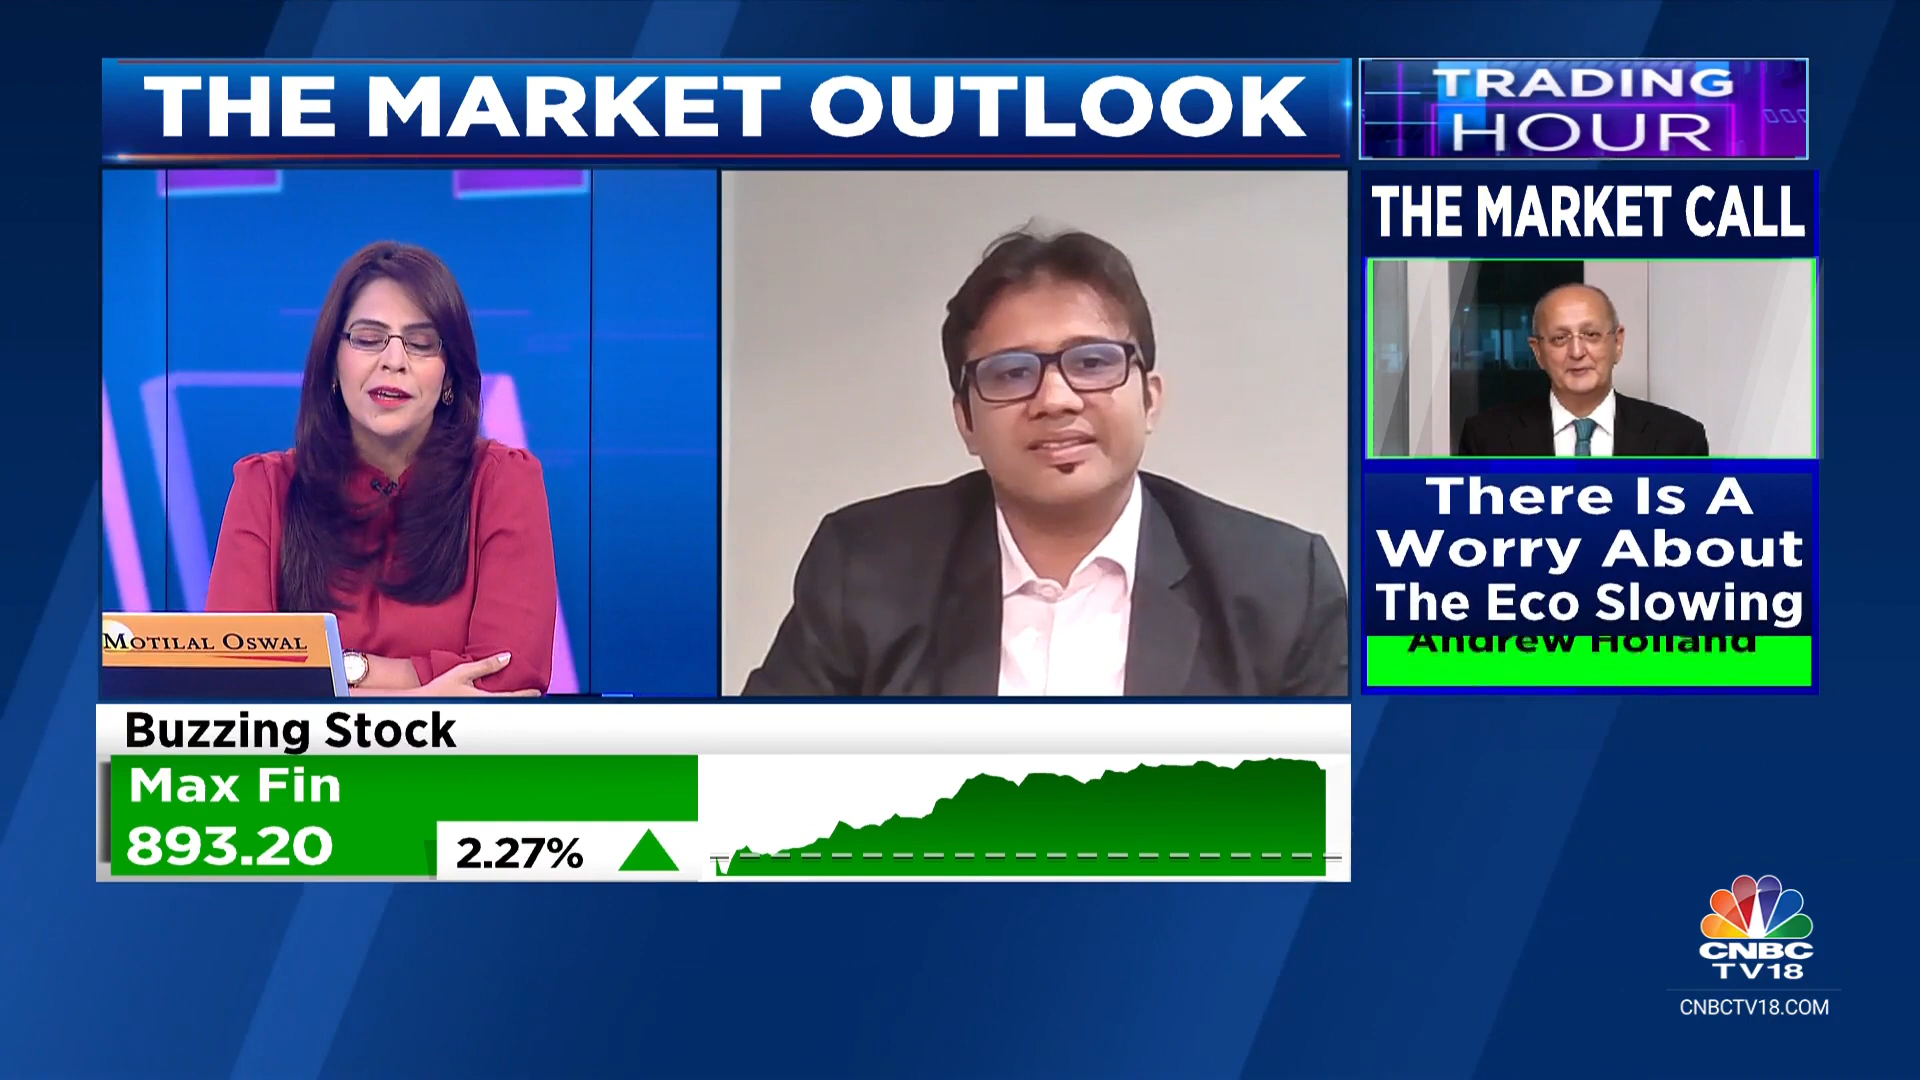 THE MARKET OUTLOOK
TRADING
HOUR
THE MARKET CALL
There Is A
Worry About
The Eco Slowing
Andrew Holland
MOTILAL OSWAL
Buzzing Stock
Max Fin
893.20
2.27%
CNBC
TV18
CNBCTV18.COM